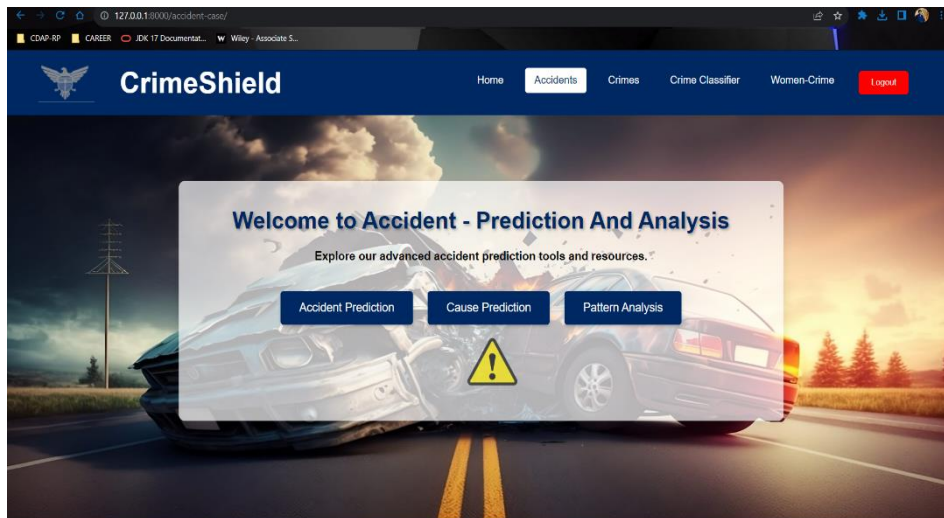 127.0.0.1:8000/accident-case/
CDAP-RP CAREER JDK 17 Documentat... Wiley - Associate S...
CrimeShield Home Accidents Crimes Crime Classifier Women-Crime Logout
Welcome to Accident - Prediction And Analysis
Explore our advanced accident prediction tools and resources.
Accident Prediction Cause Prediction Pattern Analysis